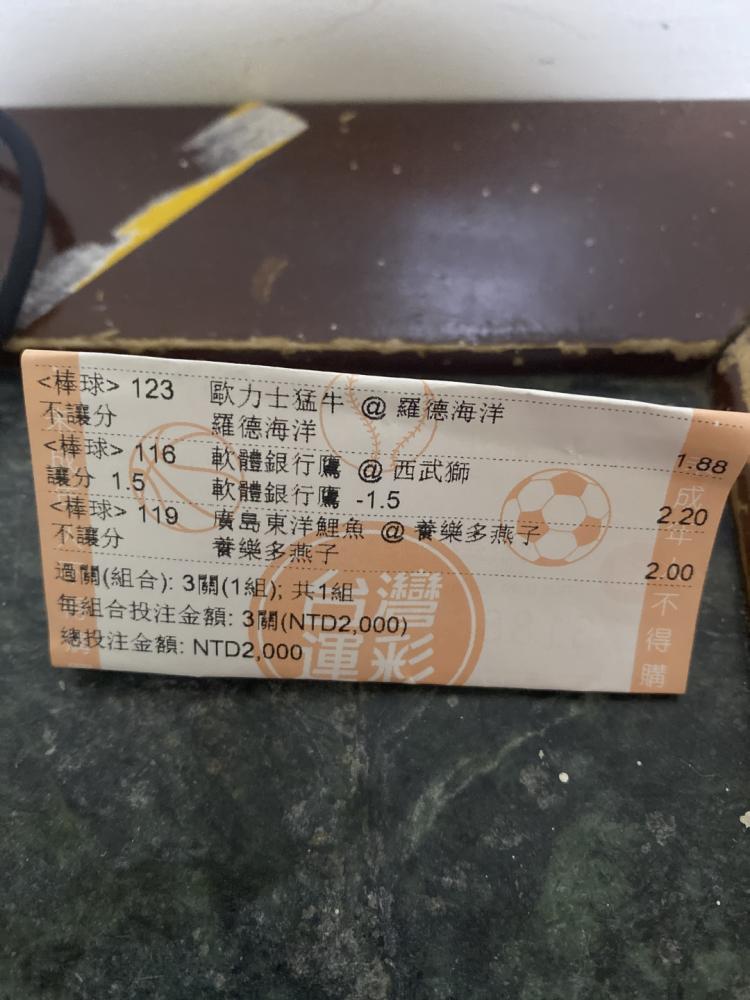 <棒球> 123 歐力士猛牛 @ 羅德海洋
不讓分 羅德海洋 1.88
<棒球> 116 軟體銀行鷹 @ 西武獅
讓分 1.5 軟體銀行鷹 -1.5 2.20
<棒球> 119 廣島東洋鯉魚 @ 養樂多燕子
不讓分 養樂多燕子 2.00
過關(組合): 3關(1組); 共1組
每組合投注金額: 3關(NTD2,000)
總投注金額: NTD2,000
台灣
運彩
成年
不得購